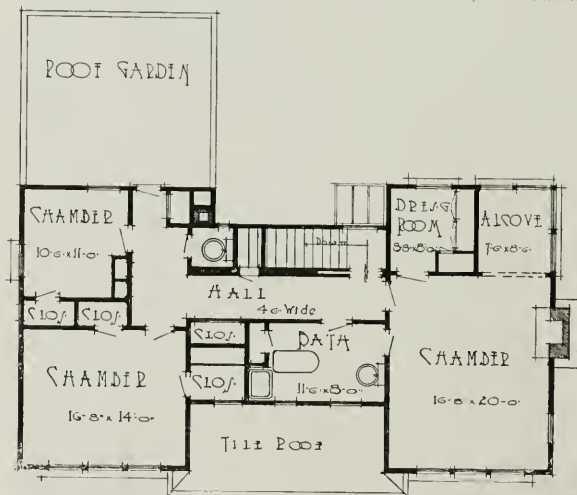 ROOF GARDEN
CHAMBER
10-6 x 11-0
CLOS.
CLOS.
HALL
4-6 Wide
Down
DRESG
ROOM
ALCOVE
7-6 x 8-6
CHAMBER
16-8 x 14-0
CLOS.
CLOS.
BATH
11-6 x 8-0
CHAMBER
16-8 x 20-0
TILE ROOF